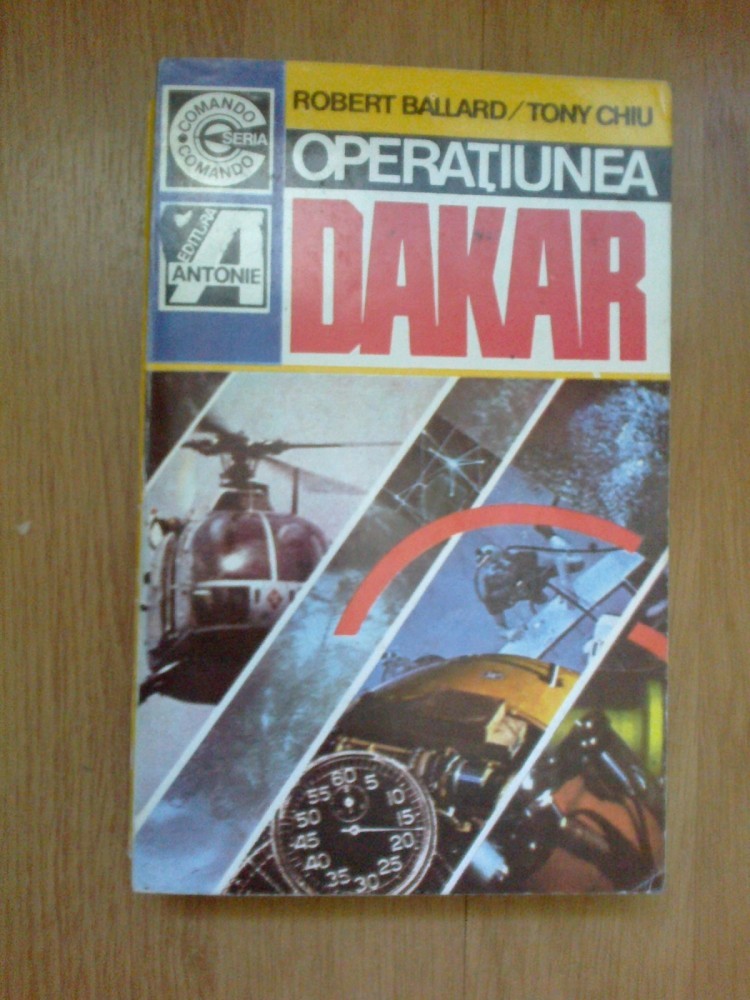 ROBERT BALLARD/TONY CHIU
OPERAȚIUNEA
DAKAR
COMANDO
SERIA
COMANDO
EDITURA
A
ANTONIE
60
55 5
50 10
45 15
40 20
35 30 25